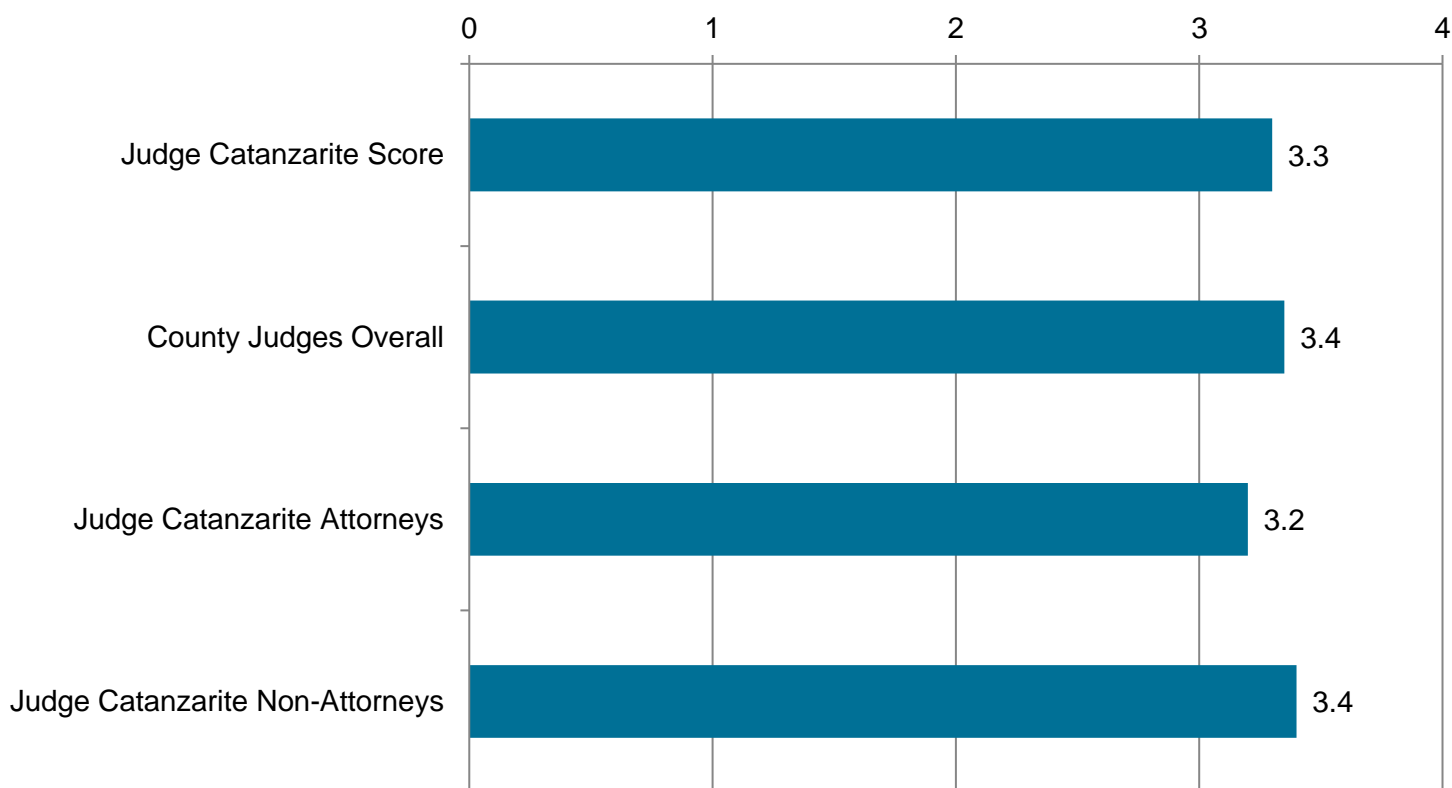 0 1 2 3 4
Judge Catanzarite Score 3.3
County Judges Overall 3.4
Judge Catanzarite Attorneys 3.2
Judge Catanzarite Non-Attorneys 3.4